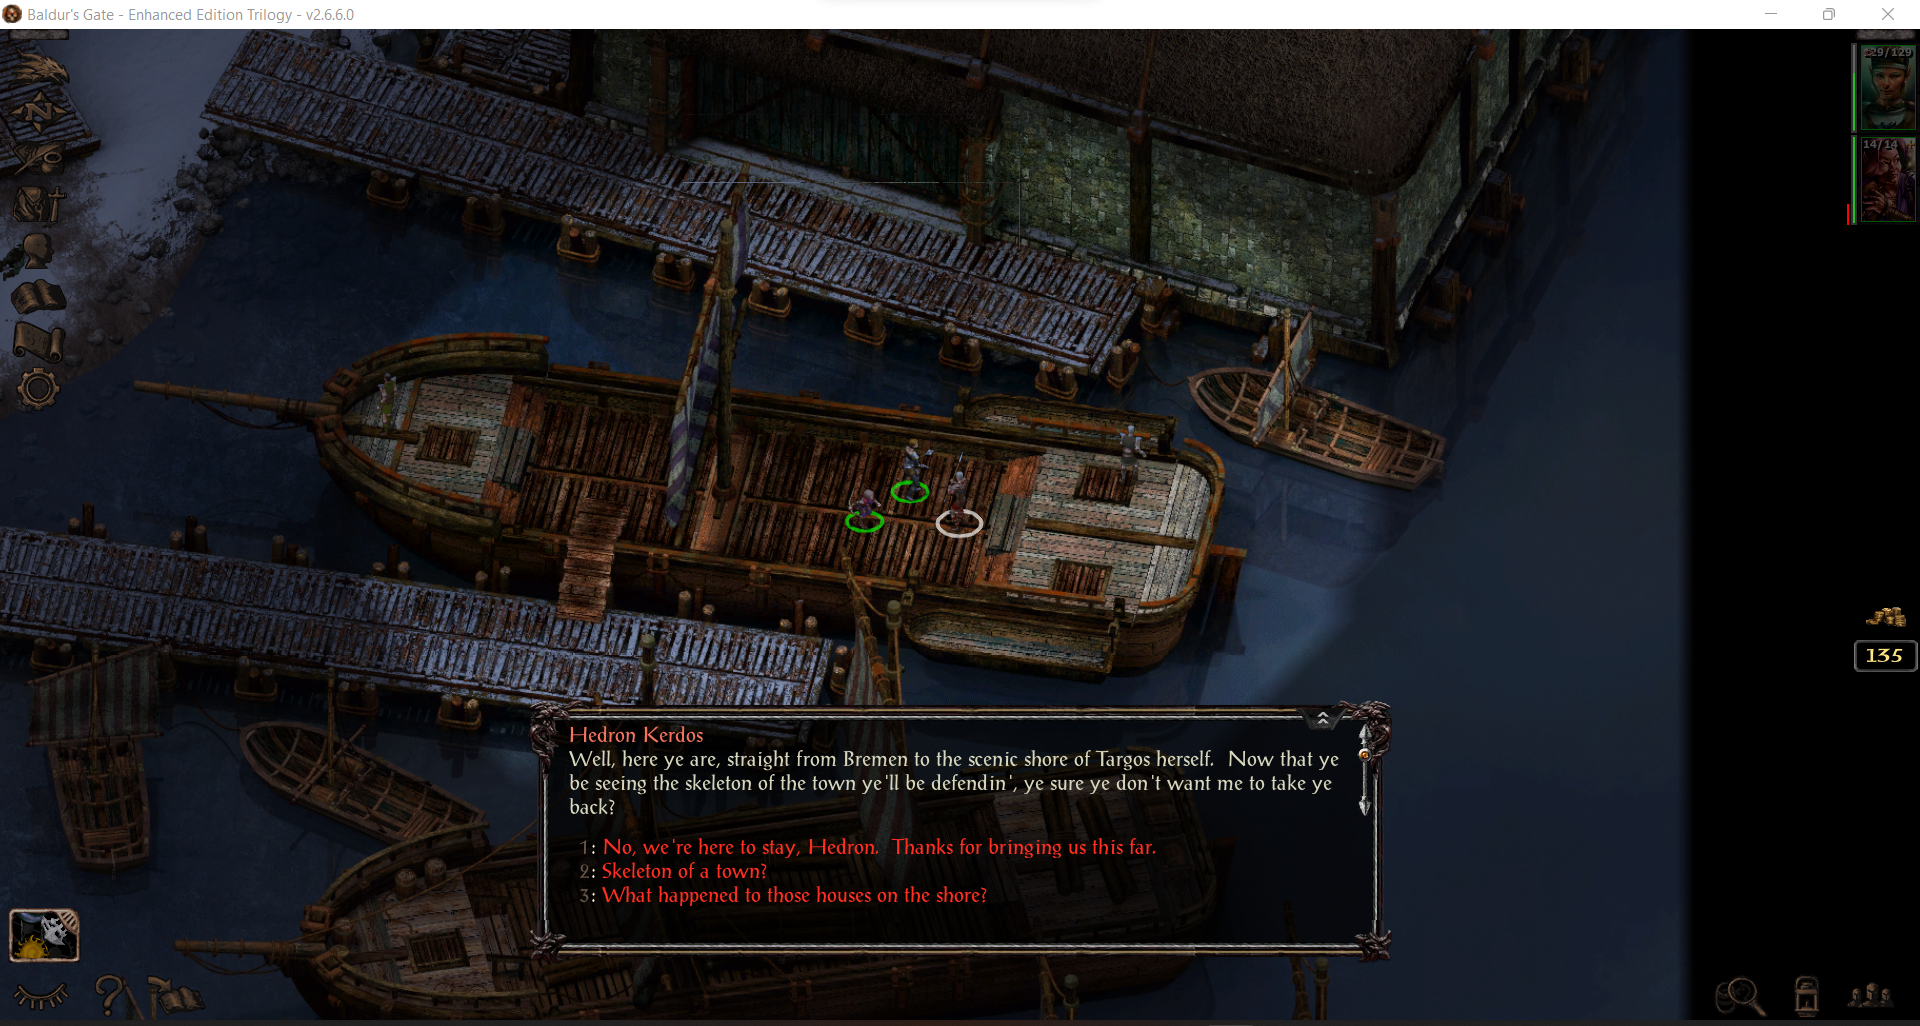 Baldur's Gate - Enhanced Edition Trilogy - v2.6.6.0
129/129
14/14
135
Hedron Kerdos
Well, here ye are, straight from Bremen to the scenic shore of Targos herself.  Now that ye
be seeing the skeleton of the town ye'll be defendin', ye sure ye don't want me to take ye
back?
1: No, we're here to stay, Hedron.  Thanks for bringing us this far.
2: Skeleton of a town?
3: What happened to those houses on the shore?